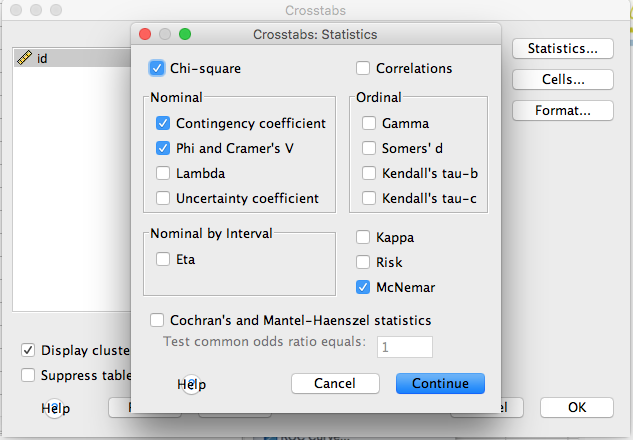 Crosstabs
Crosstabs: Statistics
id
Statistics...
Cells...
Format...
Chi-square
Correlations
Nominal
Contingency coefficient
Phi and Cramer's V
Lambda
Uncertainty coefficient
Ordinal
Gamma
Somers' d
Kendall's tau-b
Kendall's tau-c
Nominal by Interval
Eta
Kappa
Risk
McNemar
Cochran's and Mantel-Haenszel statistics
Test common odds ratio equals: 1
Help
Cancel
Continue
Display cluste
Suppress table
Help
OK